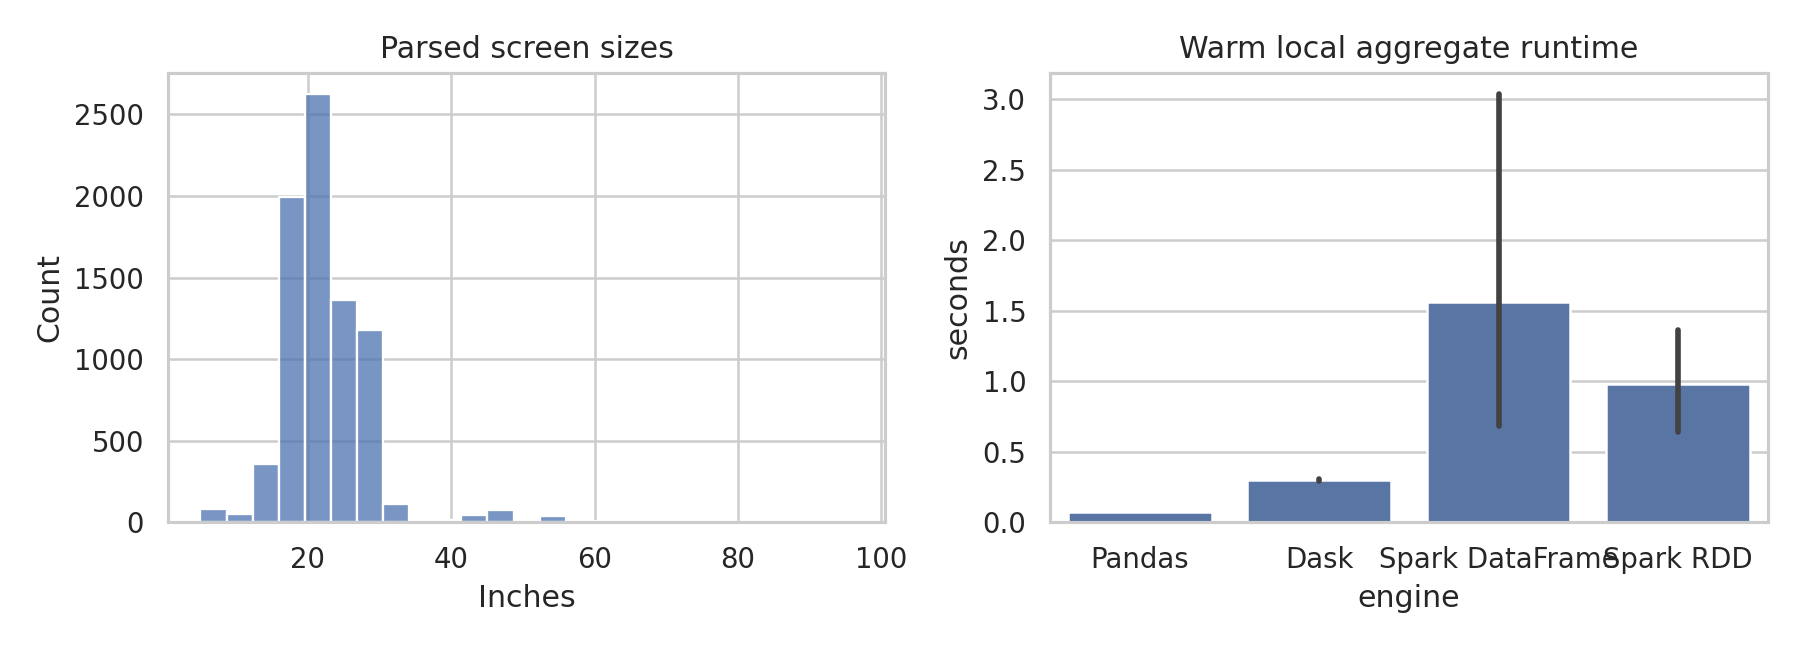 Parsed screen sizes
Count
2500
2000
1500
1000
500
0
20 40 60 80 100
Inches
Warm local aggregate runtime
seconds
3.0
2.5
2.0
1.5
1.0
0.5
0.0
Pandas Dask Spark DataFrame Spark RDD
engine